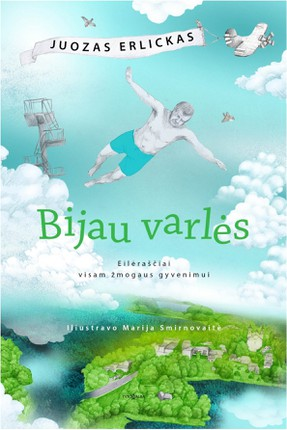 JUOZAS ERLICKAS
Bijau varlės
Eilėraščiai
visam žmogaus gyvenimui
Iliustravo Marija Smirnovaitė